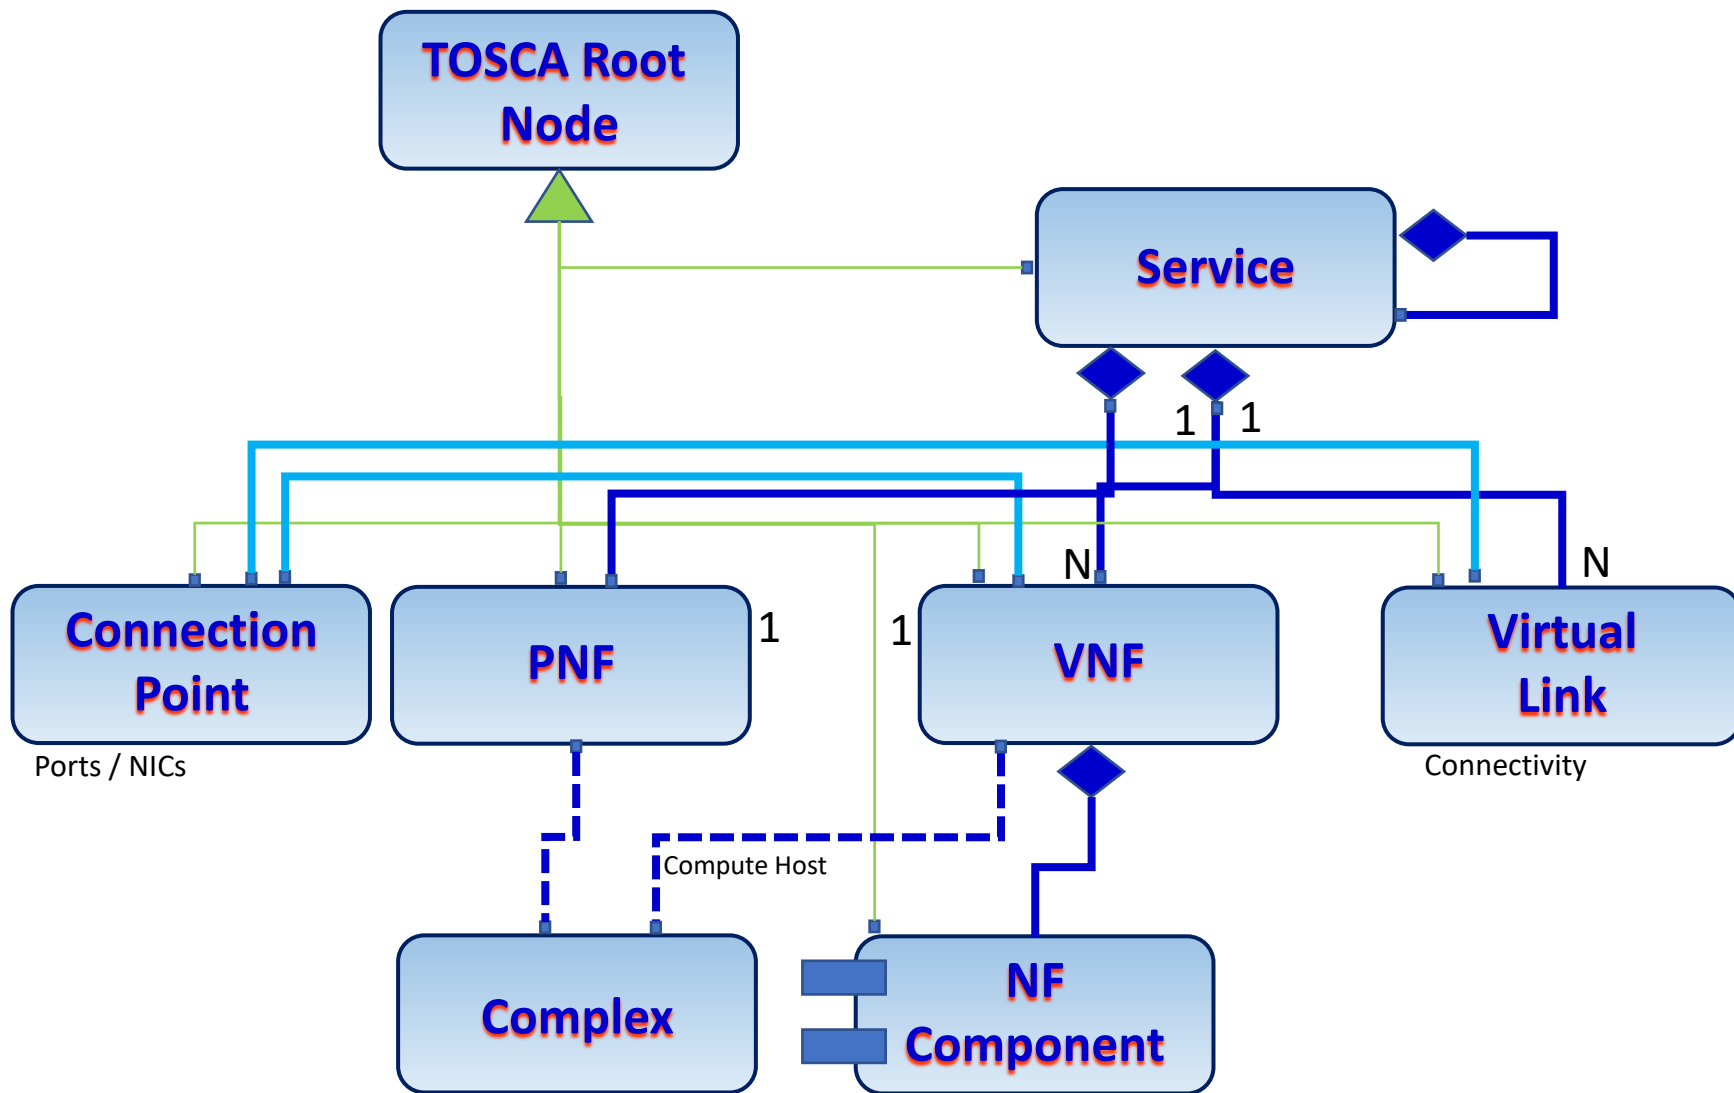 TOSCA Root
Node
Service
1
1
N
N
Connection
Point
PNF
1
1
VNF
Virtual
Link
Ports / NICs
Connectivity
Compute Host
Complex
NF
Component